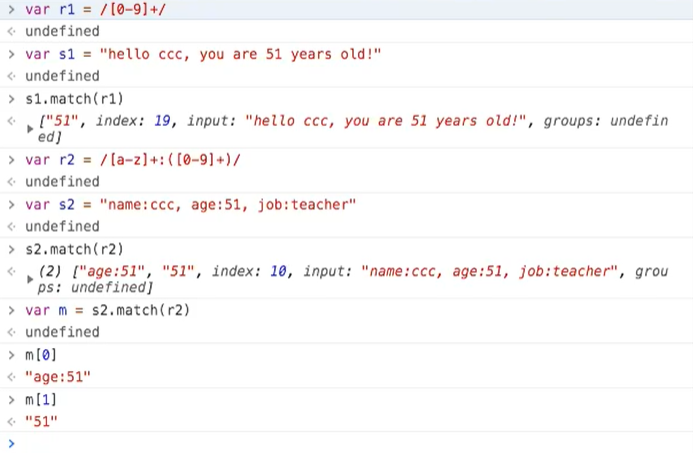 > var r1 = /[0-9]+/
<· undefined
> var s1 = "hello ccc, you are 51 years old!"
<· undefined
> s1.match(r1)
<· ▶ ["51", index: 19, input: "hello ccc, you are 51 years old!", groups: undefin
ed]
> var r2 = /[a-z]+:([0-9]+)/
<· undefined
> var s2 = "name:ccc, age:51, job:teacher"
<· undefined
> s2.match(r2)
<· ▶ (2) ["age:51", "51", index: 10, input: "name:ccc, age:51, job:teacher", grou
ps: undefined]
> var m = s2.match(r2)
<· undefined
> m[0]
<· "age:51"
> m[1]
<· "51"
>